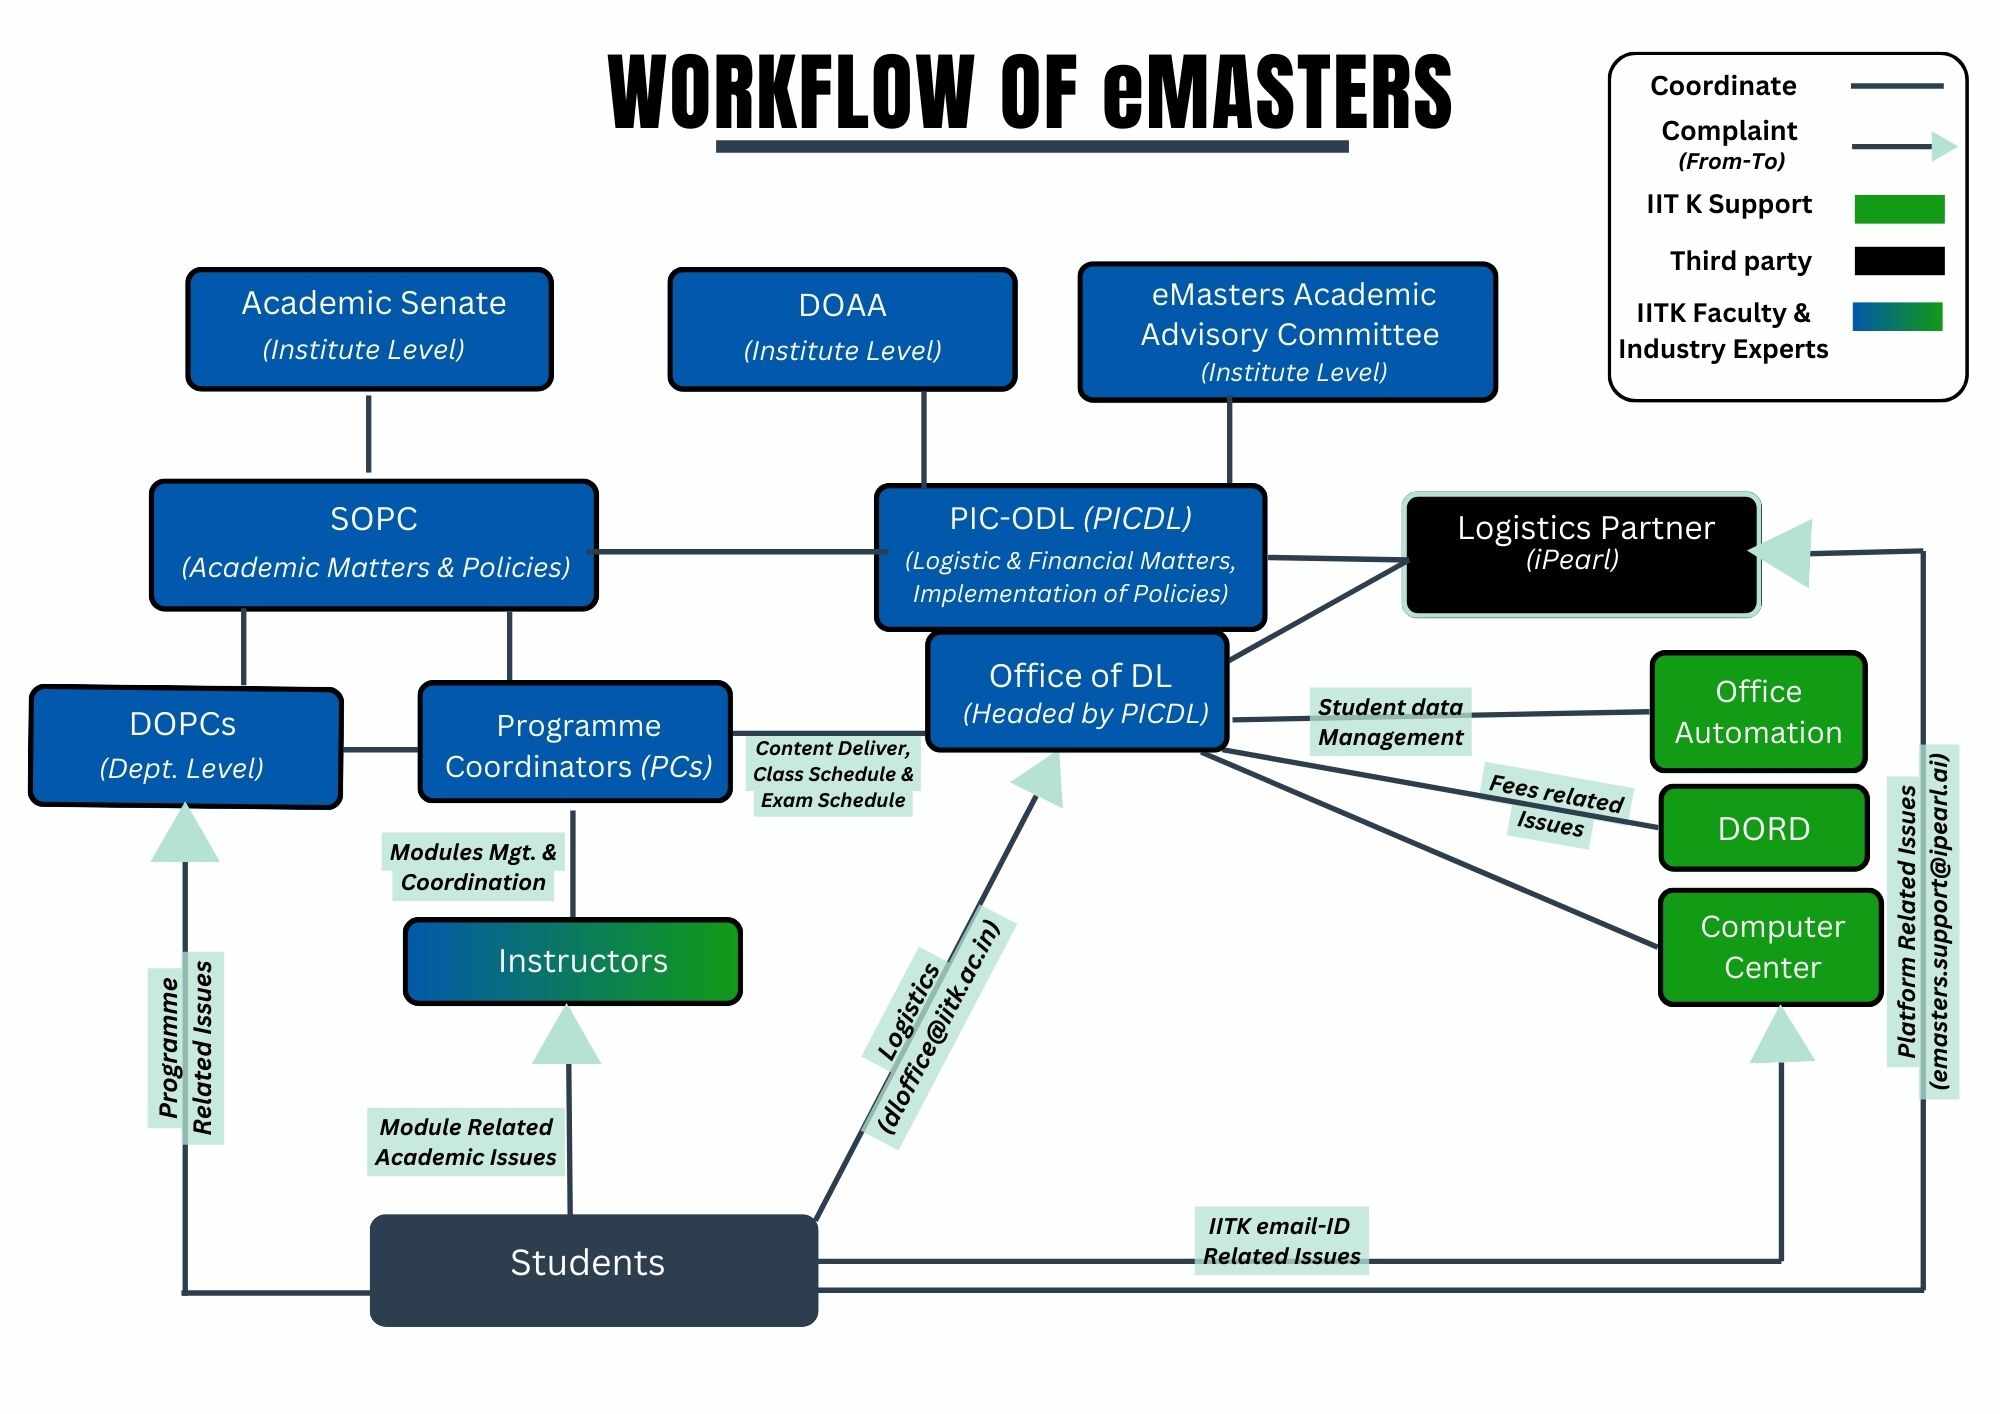 WORKFLOW OF eMASTERS
Coordinate
Complaint
(From-To)
IIT K Support
Third party
IITK Faculty &
Industry Experts
Academic Senate
(Institute Level)
DOAA
(Institute Level)
eMasters Academic
Advisory Committee
(Institute Level)
SOPC
(Academic Matters & Policies)
PIC-ODL (PICDL)
(Logistic & Financial Matters,
Implementation of Policies)
Logistics Partner
(iPearl)
Office of DL
(Headed by PICDL)
DOPCs
(Dept. Level)
Programme
Coordinators (PCs)
Content Deliver,
Class Schedule &
Exam Schedule
Student data
Management
Office
Automation
Fees related
Issues
DORD
Computer
Center
Modules Mgt. &
Coordination
Instructors
Programme
Related Issues
Module Related
Academic Issues
Logistics
(dloffice@iitk.ac.in)
Platform Related Issues
(emasters.support@ipearl.ai)
IITK email-ID
Related Issues
Students